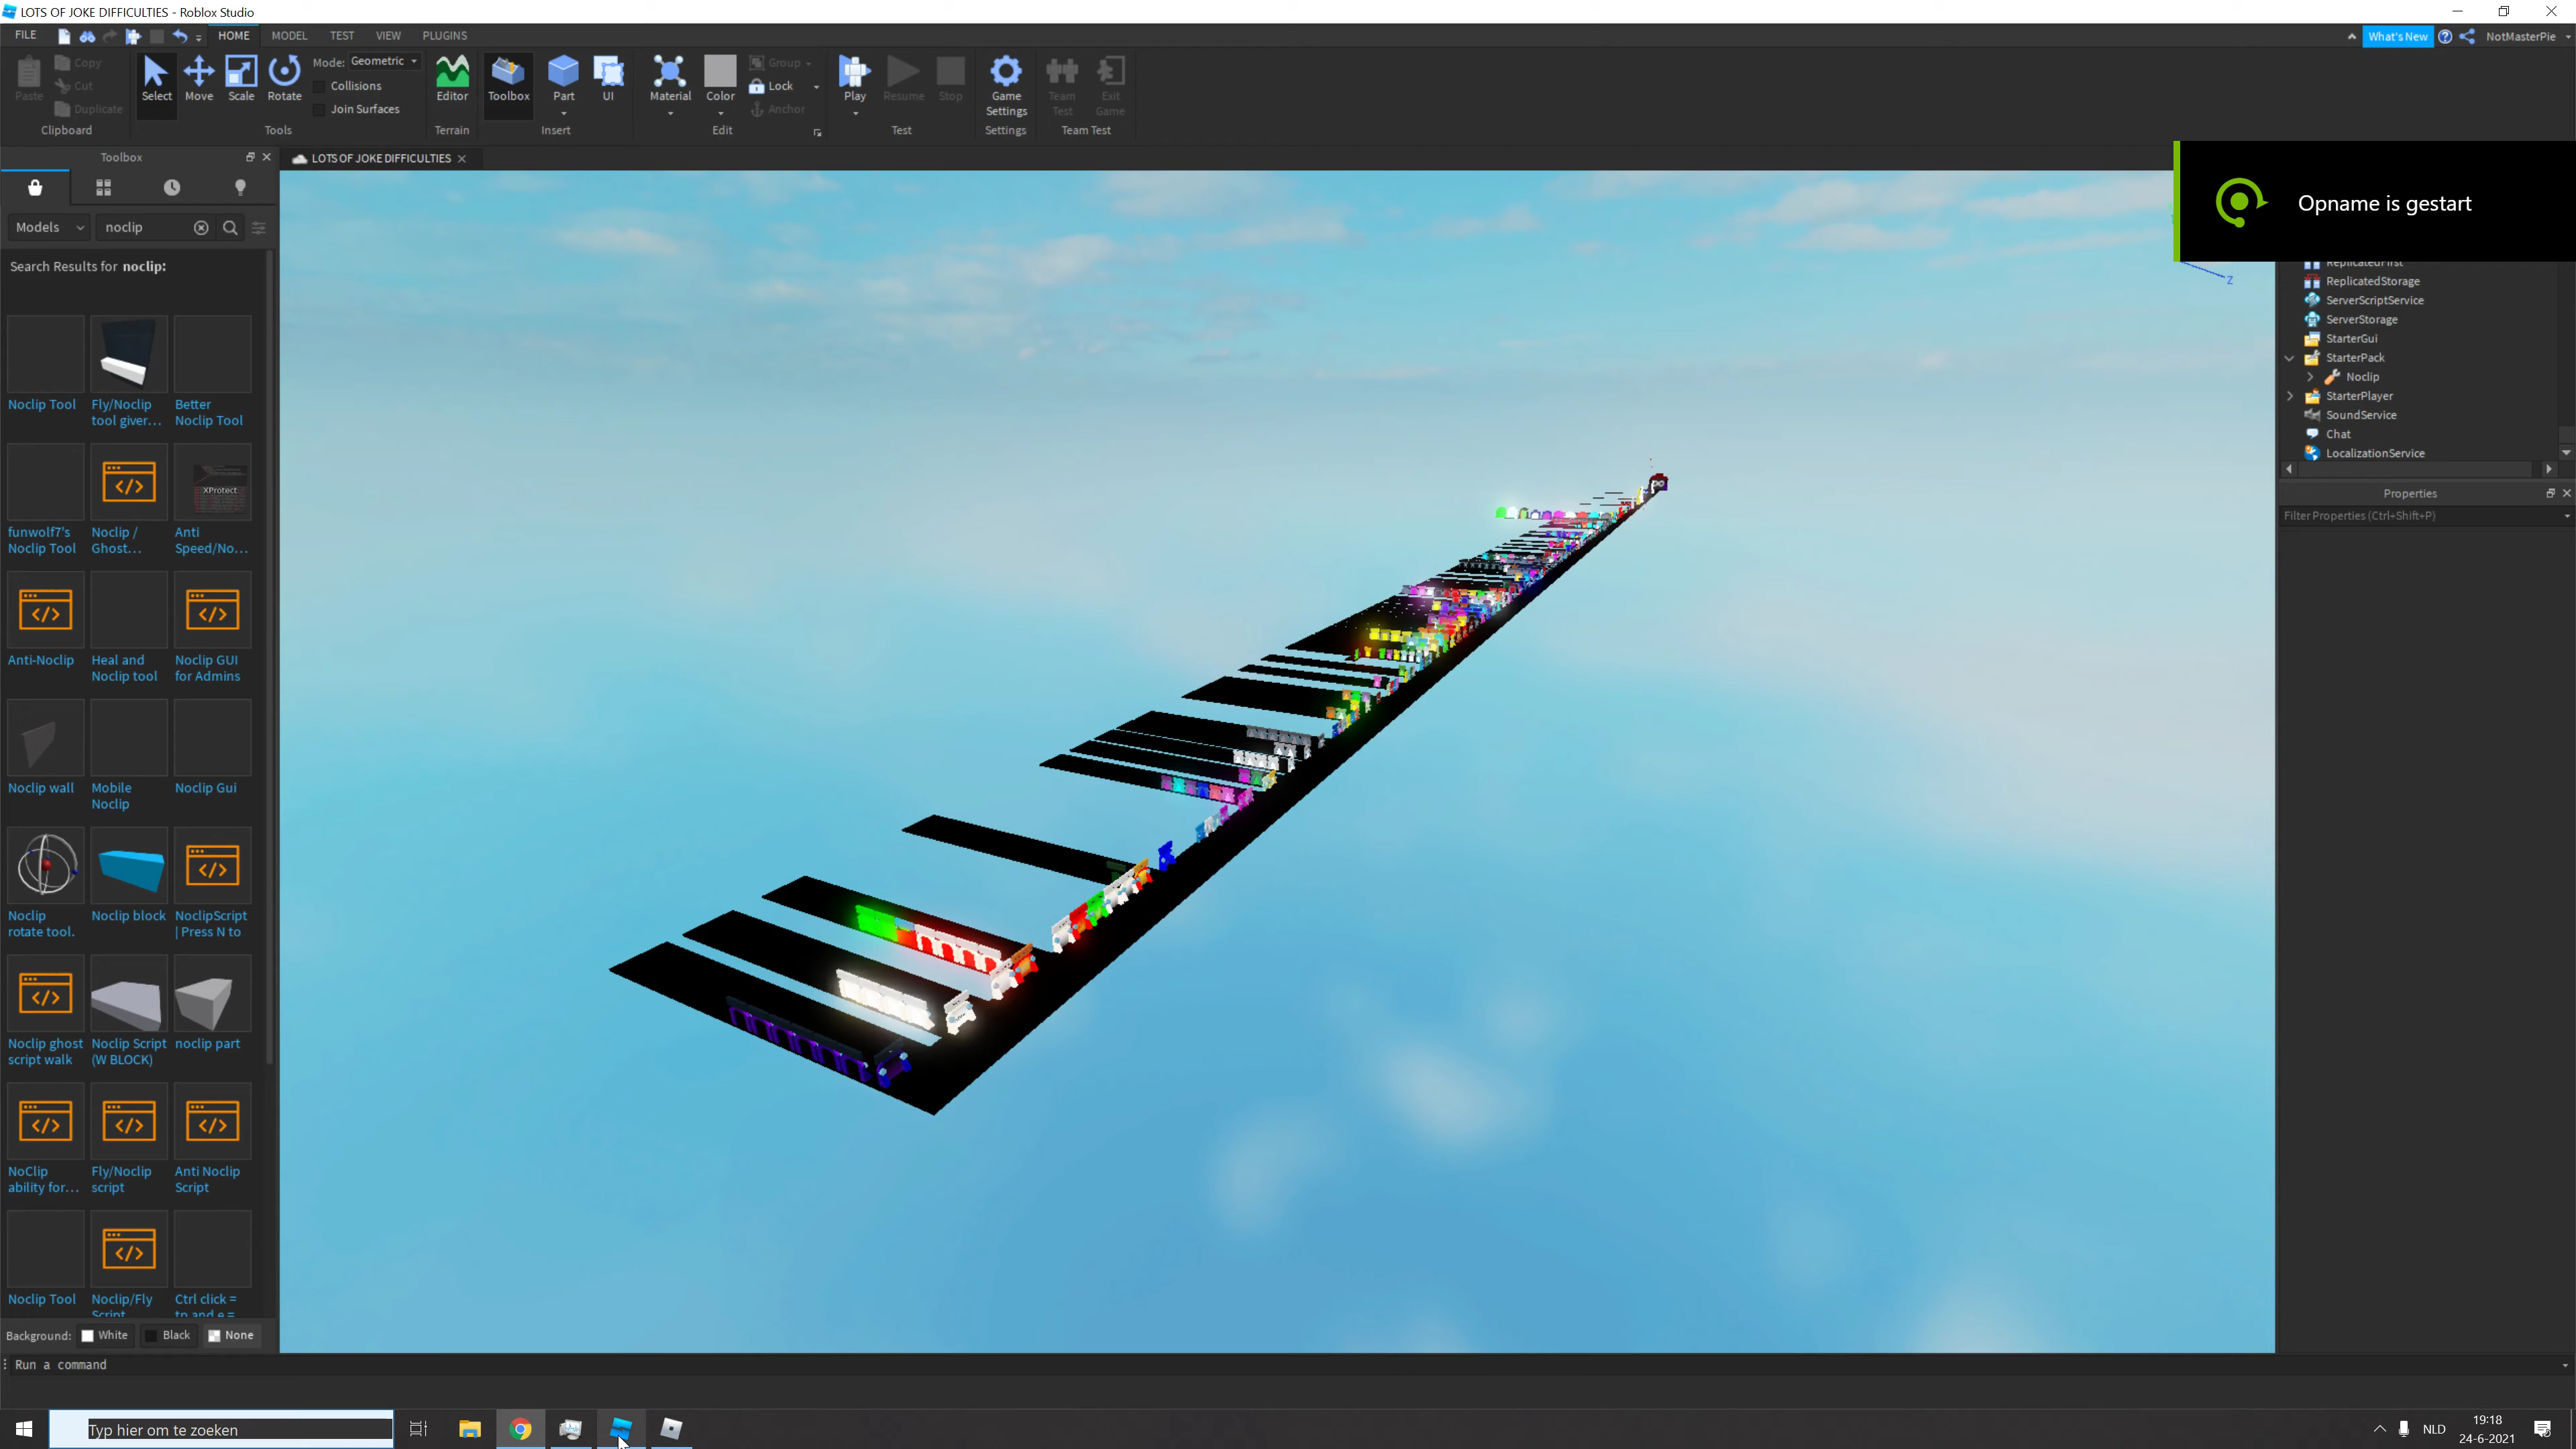 LOTS OF JOKE DIFFICULTIES - Roblox Studio
FILE
HOME
MODEL
TEST
VIEW
PLUGINS
What's New
NotMasterPie
Paste
Copy
Cut
Duplicate
Clipboard
Select
Move
Scale
Rotate
Mode: Geometric
Collisions
Join Surfaces
Tools
Editor
Terrain
Toolbox
Part
UI
Insert
Material
Color
Group
Lock
Anchor
Edit
Play
Resume
Stop
Test
Game
Settings
Settings
Team
Test
Exit
Game
Team Test
Toolbox
LOTS OF JOKE DIFFICULTIES
Models
noclip
Search Results for noclip:
Noclip Tool
Fly/Noclip
tool giver...
Better
Noclip Tool
funwolf7's
Noclip Tool
Noclip /
Ghost...
XProtect
Anti
Speed/No...
Anti-Noclip
Heal and
Noclip tool
Noclip GUI
for Admins
Noclip wall
Mobile
Noclip
Noclip Gui
Noclip
rotate tool.
Noclip block
NoclipScript
| Press N to
Noclip ghost
script walk
Noclip Script
(W BLOCK)
noclip part
NoClip
ability for...
Fly/Noclip
script
Anti Noclip
Script
Noclip Tool
Noclip/Fly
Script
Ctrl click =
tp and e =
Background:
White
Black
None
Run a command
Opname is gestart
Z
ReplicatedFirst
ReplicatedStorage
ServerScriptService
ServerStorage
StarterGui
StarterPack
Noclip
StarterPlayer
SoundService
Chat
LocalizationService
Properties
Filter Properties (Ctrl+Shift+P)
Typ hier om te zoeken
NLD
19:18
24-6-2021